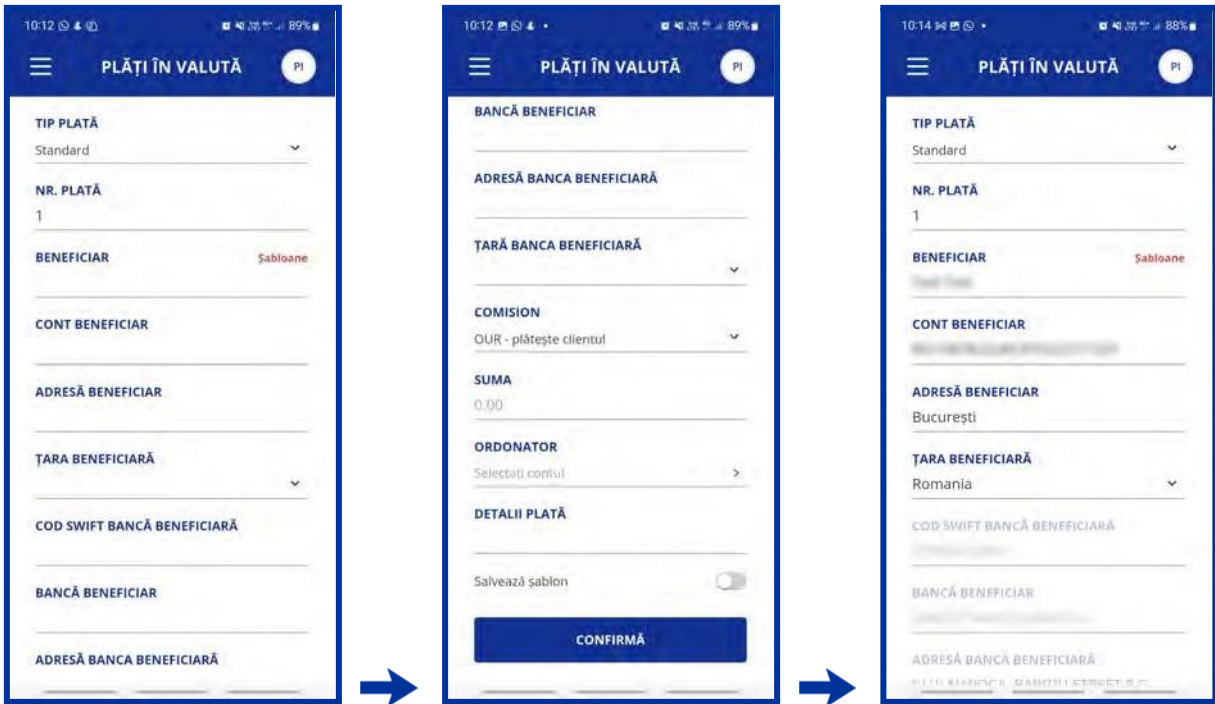 10:12
89%
PLĂȚI ÎN VALUTĂ
PI
TIP PLATĂ
Standard
NR. PLATĂ
1
BENEFICIAR
Șabloane
CONT BENEFICIAR
ADRESĂ BENEFICIAR
ȚARA BENEFICIARĂ
COD SWIFT BANCĂ BENEFICIARĂ
BANCĂ BENEFICIAR
ADRESĂ BANCA BENEFICIARĂ
10:12
89%
PLĂȚI ÎN VALUTĂ
PI
BANCĂ BENEFICIAR
ADRESĂ BANCA BENEFICIARĂ
ȚARĂ BANCA BENEFICIARĂ
COMISION
OUR - plătește clientul
SUMA
0.00
ORDONATOR
Selectați contul
DETALII PLATĂ
Salvează șablon
CONFIRMĂ
10:14
88%
PLĂȚI ÎN VALUTĂ
PI
TIP PLATĂ
Standard
NR. PLATĂ
1
BENEFICIAR
Șabloane
CONT BENEFICIAR
ADRESĂ BENEFICIAR
București
ȚARA BENEFICIARĂ
Romania
COD SWIFT BANCĂ BENEFICIARĂ
BANCĂ BENEFICIAR
ADRESĂ BANCA BENEFICIARĂ